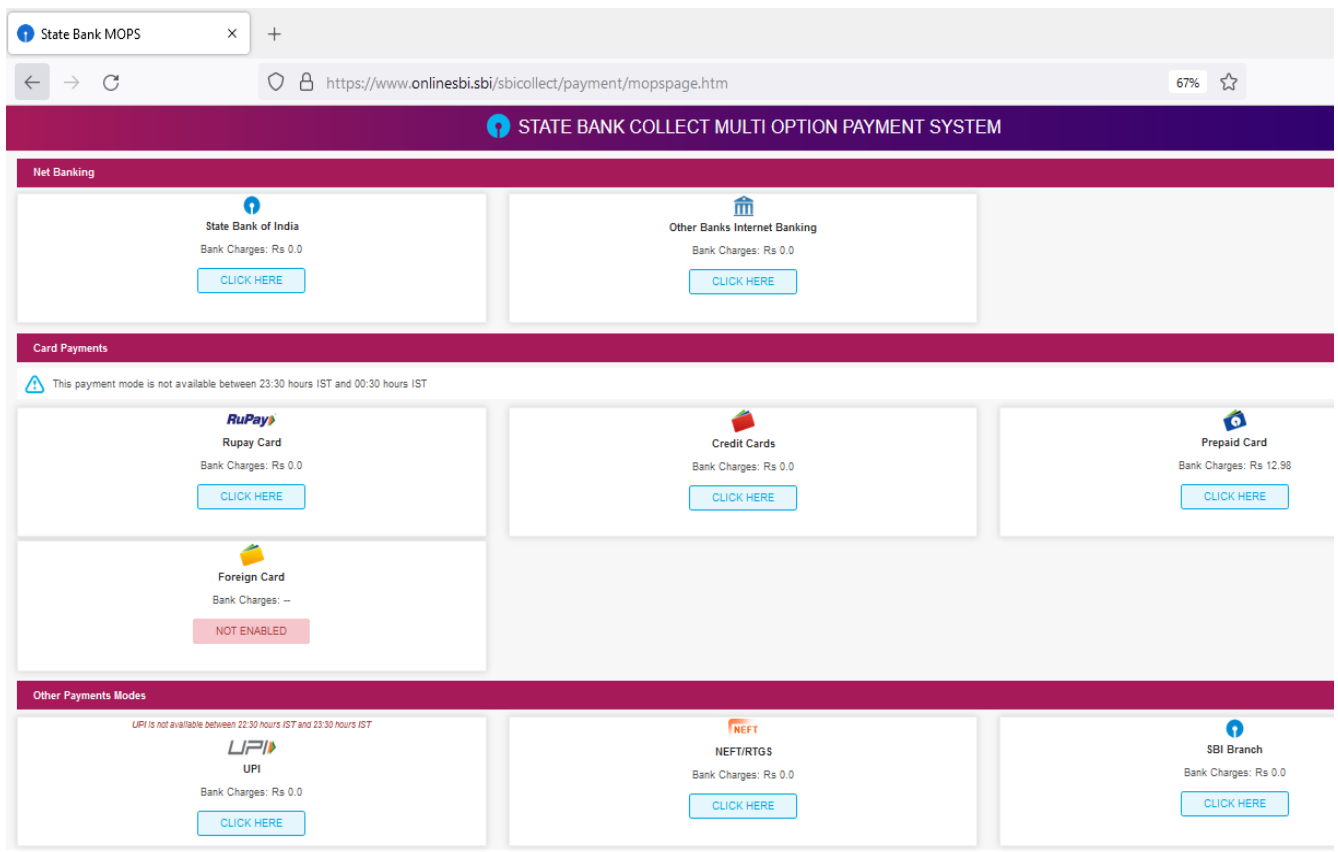 State Bank MOPS
https://www.onlinesbi.sbi/sbicollect/payment/mopspage.htm
67%
STATE BANK COLLECT MULTI OPTION PAYMENT SYSTEM
Net Banking
State Bank of India
Bank Charges: Rs 0.0
CLICK HERE
Other Banks Internet Banking
Bank Charges: Rs 0.0
CLICK HERE
Card Payments
This payment mode is not available between 23:30 hours IST and 00:30 hours IST
RuPay
Rupay Card
Bank Charges: Rs 0.0
CLICK HERE
Credit Cards
Bank Charges: Rs 0.0
CLICK HERE
Prepaid Card
Bank Charges: Rs 12.98
CLICK HERE
Foreign Card
Bank Charges: --
NOT ENABLED
Other Payments Modes
UPI is not available between 22:30 hours IST and 23:30 hours IST
UPI
UPI
Bank Charges: Rs 0.0
CLICK HERE
NEFT
NEFT/RTGS
Bank Charges: Rs 0.0
CLICK HERE
SBI Branch
Bank Charges: Rs 0.0
CLICK HERE